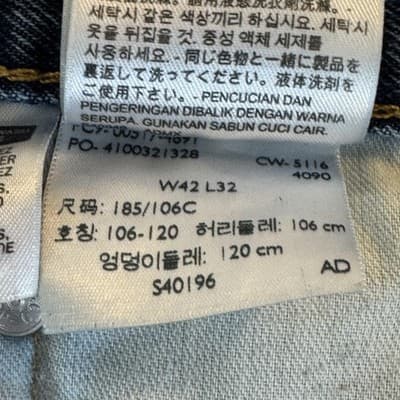 세탁시 같은 색상끼리 하십시요. 세탁시
옷을 뒤집을 것. 중성 액체 세제를
사용하세요. - 同じ色物と一緒に製品を
裏返して洗ってください。液体洗剤を
ご使用下さい。 - PENCUCIAN DAN
PENGERINGAN DIBALIK DENGAN WARNA
SERUPA. GUNAKAN SABUN CUCI CAIR.
PO- 4100321328
CW-5116
4090
W42 L32
尺码: 185/106C
호칭: 106-120 허리둘레: 106 cm
엉덩이둘레: 120 cm
S40196
AD